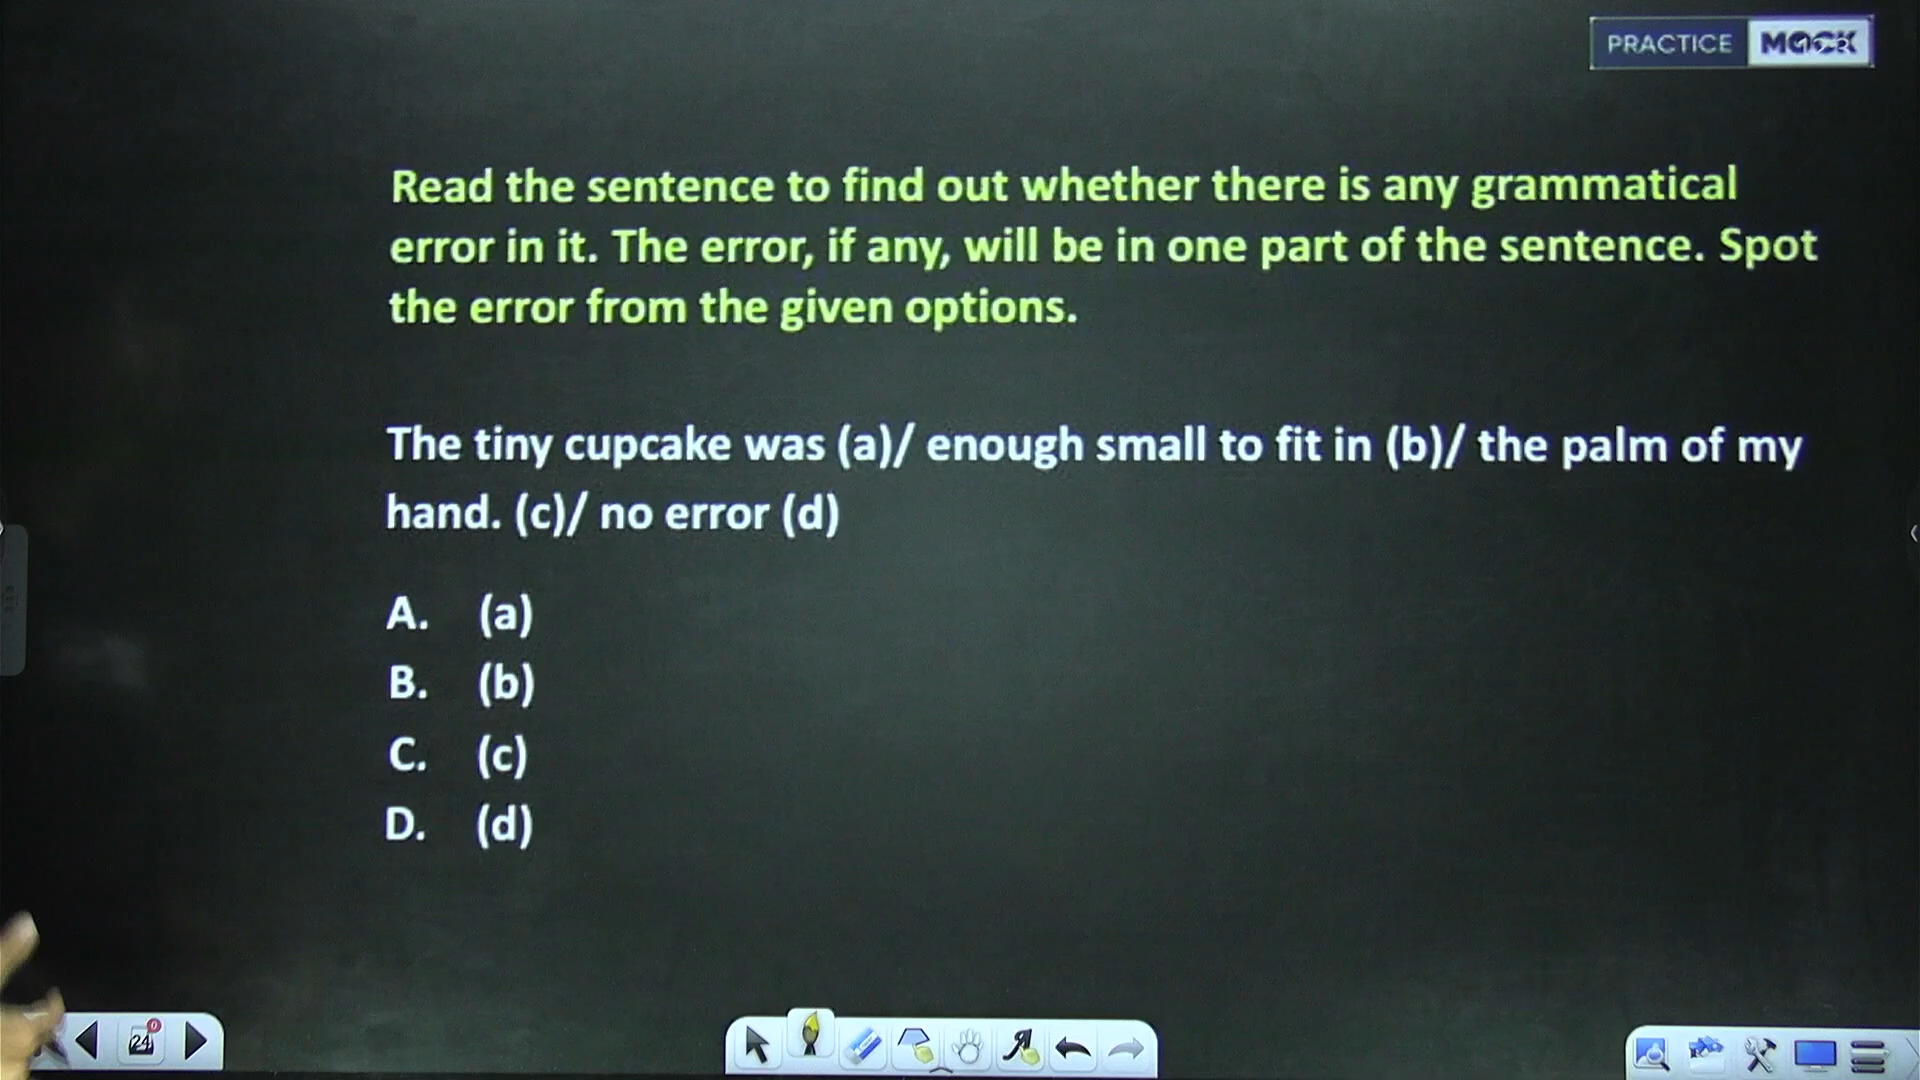 PRACTICE MOCK
Read the sentence to find out whether there is any grammatical
error in it. The error, if any, will be in one part of the sentence. Spot
the error from the given options.
The tiny cupcake was (a)/ enough small to fit in (b)/ the palm of my
hand. (c)/ no error (d)
A. (a)
B. (b)
C. (c)
D. (d)
24